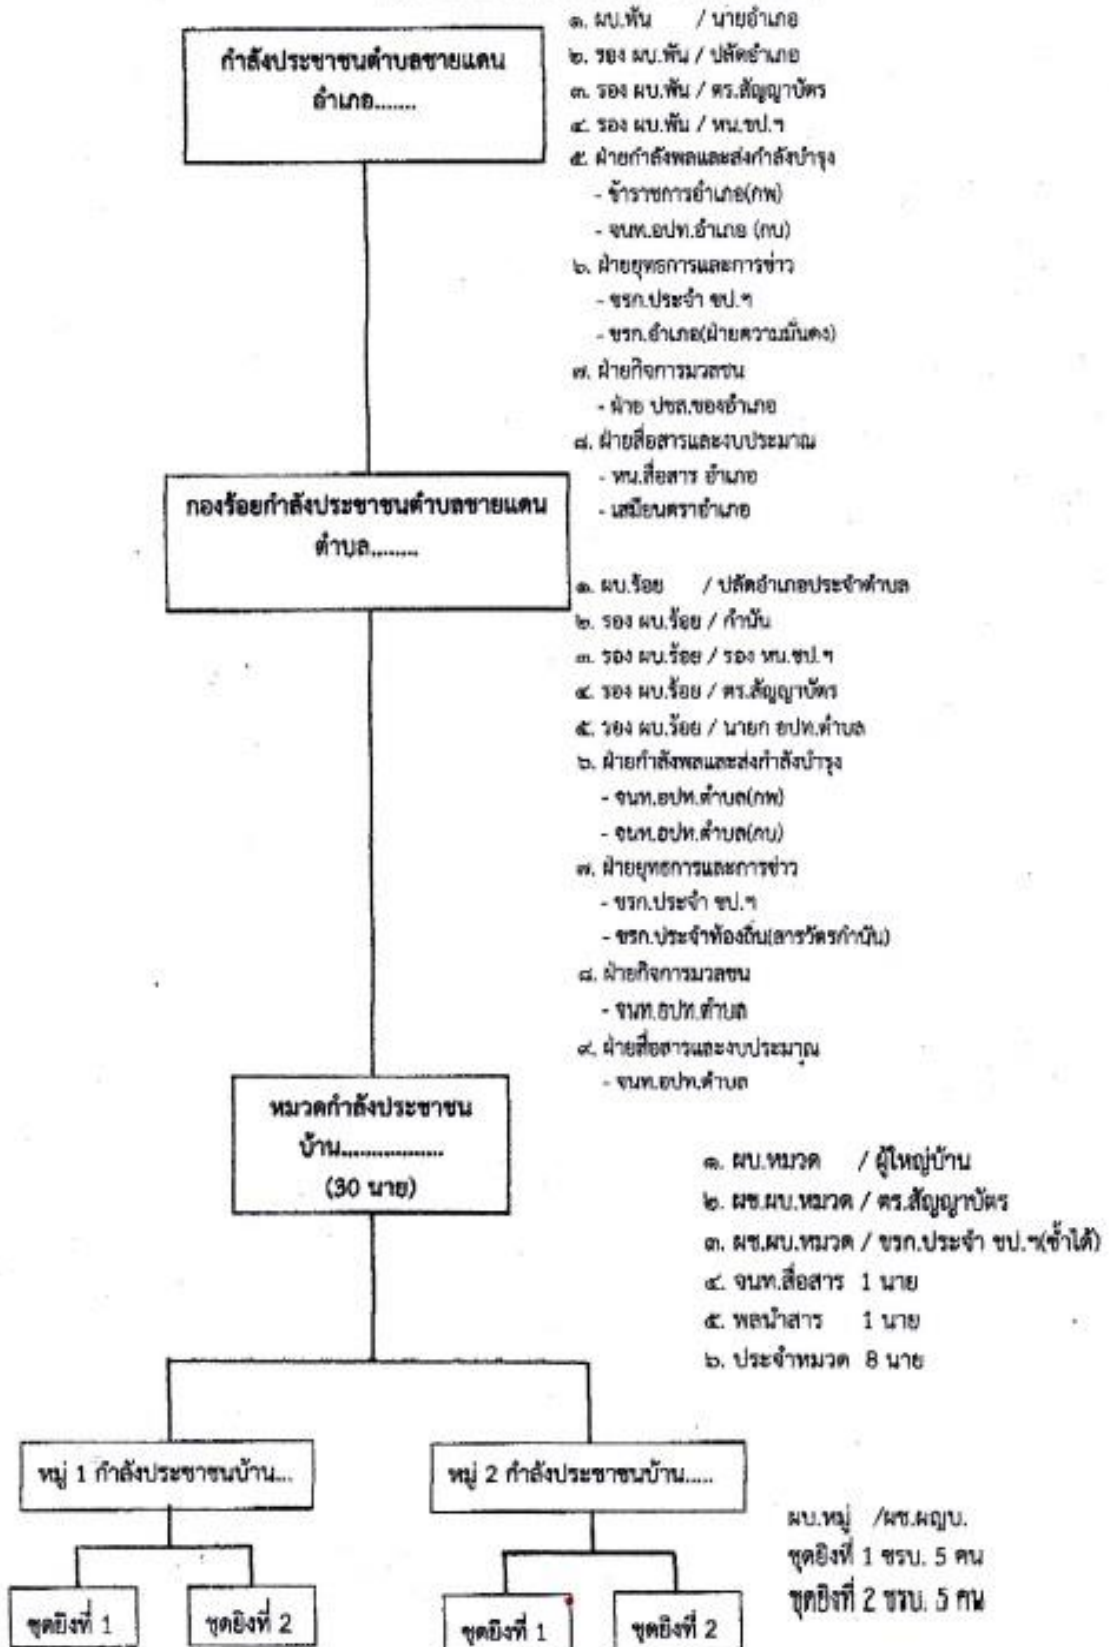 กำลังประชาชนตำบลชายแดน
อำเภอ.......
๑. ผบ.พัน / นายอำเภอ
๒. รอง ผบ.พัน / ปลัดอำเภอ
๓. รอง ผบ.พัน / ตร.สัญญาบัตร
๔. รอง ผบ.พัน / หน.ชป.ฯ
๕. ฝ่ายกำลังพลและส่งกำลังบำรุง
- ข้าราชการอำเภอ(กพ)
- จนท.อปท.อำเภอ (กบ)
๖. ฝ่ายยุทธการและการข่าว
- ขรก.ประจำ ชป.ฯ
- ขรก.อำเภอ(ฝ่ายความมั่นคง)
๗. ฝ่ายกิจการมวลชน
- ฝ่าย ปชส.ของอำเภอ
๘. ฝ่ายสื่อสารและงบประมาณ
- หน.สื่อสาร อำเภอ
- เสมียนตราอำเภอ
กองร้อยกำลังประชาชนตำบลชายแดน
ตำบล........
๑. ผบ.ร้อย / ปลัดอำเภอประจำตำบล
๒. รอง ผบ.ร้อย / กำนัน
๓. รอง ผบ.ร้อย / รอง หน.ชป.ฯ
๔. รอง ผบ.ร้อย / ตร.สัญญาบัตร
๕. รอง ผบ.ร้อย / นายก อปท.ตำบล
๖. ฝ่ายกำลังพลและส่งกำลังบำรุง
- จนท.อปท.ตำบล(กพ)
- จนท.อปท.ตำบล(กบ)
๗. ฝ่ายยุทธการและการข่าว
- ขรก.ประจำ ชป.ฯ
- ขรก.ประจำท้องถิ่น(สารวัตรกำนัน)
๘. ฝ่ายกิจการมวลชน
- จนท.อปท.ตำบล
๙. ฝ่ายสื่อสารและงบประมาณ
- จนท.อปท.ตำบล
หมวดกำลังประชาชน
บ้าน..................
(30 นาย)
๑. ผบ.หมวด / ผู้ใหญ่บ้าน
๒. ผช.ผบ.หมวด / ตร.สัญญาบัตร
๓. ผช.ผบ.หมวด / ขรก.ประจำ ชป.ฯ(ซ้ำได้)
๔. จนท.สื่อสาร 1 นาย
๕. พลนำสาร 1 นาย
๖. ประจำหมวด 8 นาย
หมู่ 1 กำลังประชาชนบ้าน...
หมู่ 2 กำลังประชาชนบ้าน.....
ผบ.หมู่ /ผช.ผญบ.
ชุดยิงที่ 1 ชรบ. 5 คน
ชุดยิงที่ 2 ชรบ. 5 คน
ชุดยิงที่ 1
ชุดยิงที่ 2
ชุดยิงที่ 1
ชุดยิงที่ 2